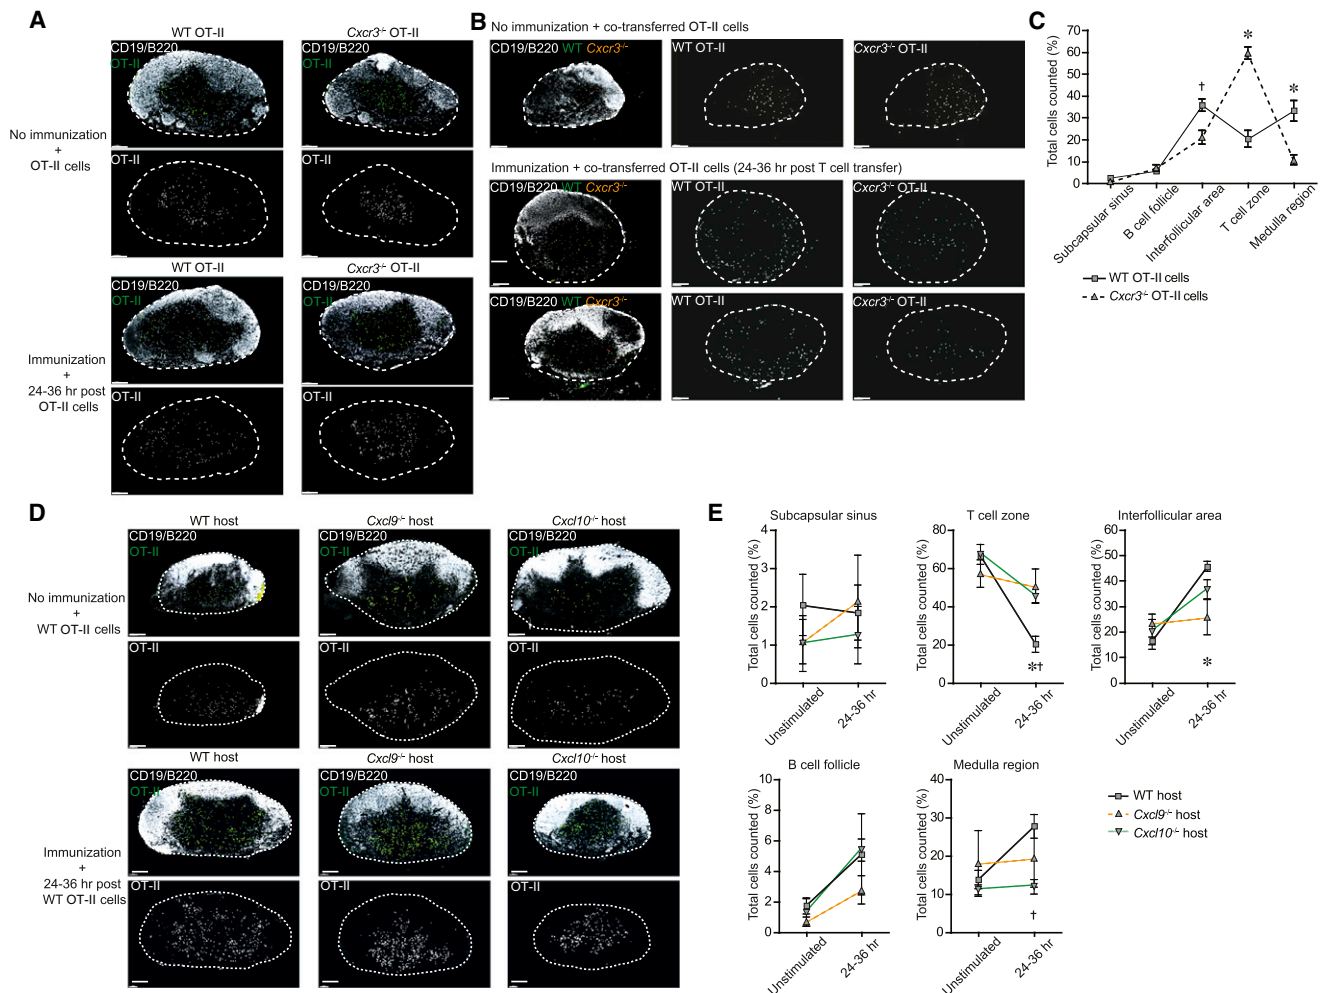 A
WT OT-II
Cxcr3-/- OT-II
CD19/B220
OT-II
CD19/B220
OT-II
No immunization
+
OT-II cells
OT-II
OT-II
WT OT-II
Cxcr3-/- OT-II
CD19/B220
OT-II
CD19/B220
OT-II
Immunization
+
24-36 hr post
OT-II cells
OT-II
OT-II
B
No immunization + co-transferred OT-II cells
CD19/B220 WT Cxcr3-/-
WT OT-II
Cxcr3-/- OT-II
Immunization + co-transferred OT-II cells (24-36 hr post T cell transfer)
CD19/B220 WT Cxcr3-/-
WT OT-II
Cxcr3-/- OT-II
CD19/B220 WT Cxcr3-/-
WT OT-II
Cxcr3-/- OT-II
C
Total cells counted (%)
70
60
50
40
30
20
10
0
†
*
*
Subcapsular sinus
B cell follicle
Interfollicular area
T cell zone
Medulla region
WT OT-II cells
Cxcr3-/- OT-II cells
D
WT host
Cxcl9-/- host
Cxcl10-/- host
CD19/B220
OT-II
CD19/B220
OT-II
CD19/B220
OT-II
No immunization
+
WT OT-II cells
OT-II
OT-II
OT-II
WT host
Cxcl9-/- host
Cxcl10-/- host
CD19/B220
OT-II
CD19/B220
OT-II
CD19/B220
OT-II
Immunization
+
24-36 hr post
WT OT-II cells
OT-II
OT-II
OT-II
E
Subcapsular sinus
Total cells counted (%)
4
3
2
1
0
Unstimulated
24-36 hr
T cell zone
Total cells counted (%)
80
60
40
20
0
*†
Unstimulated
24-36 hr
Interfollicular area
Total cells counted (%)
60
50
40
30
20
10
0
*
Unstimulated
24-36 hr
B cell follicle
Total cells counted (%)
10
8
6
4
2
0
Unstimulated
24-36 hr
Medulla region
Total cells counted (%)
40
30
20
10
0
†
Unstimulated
24-36 hr
WT host
Cxcl9-/- host
Cxcl10-/- host